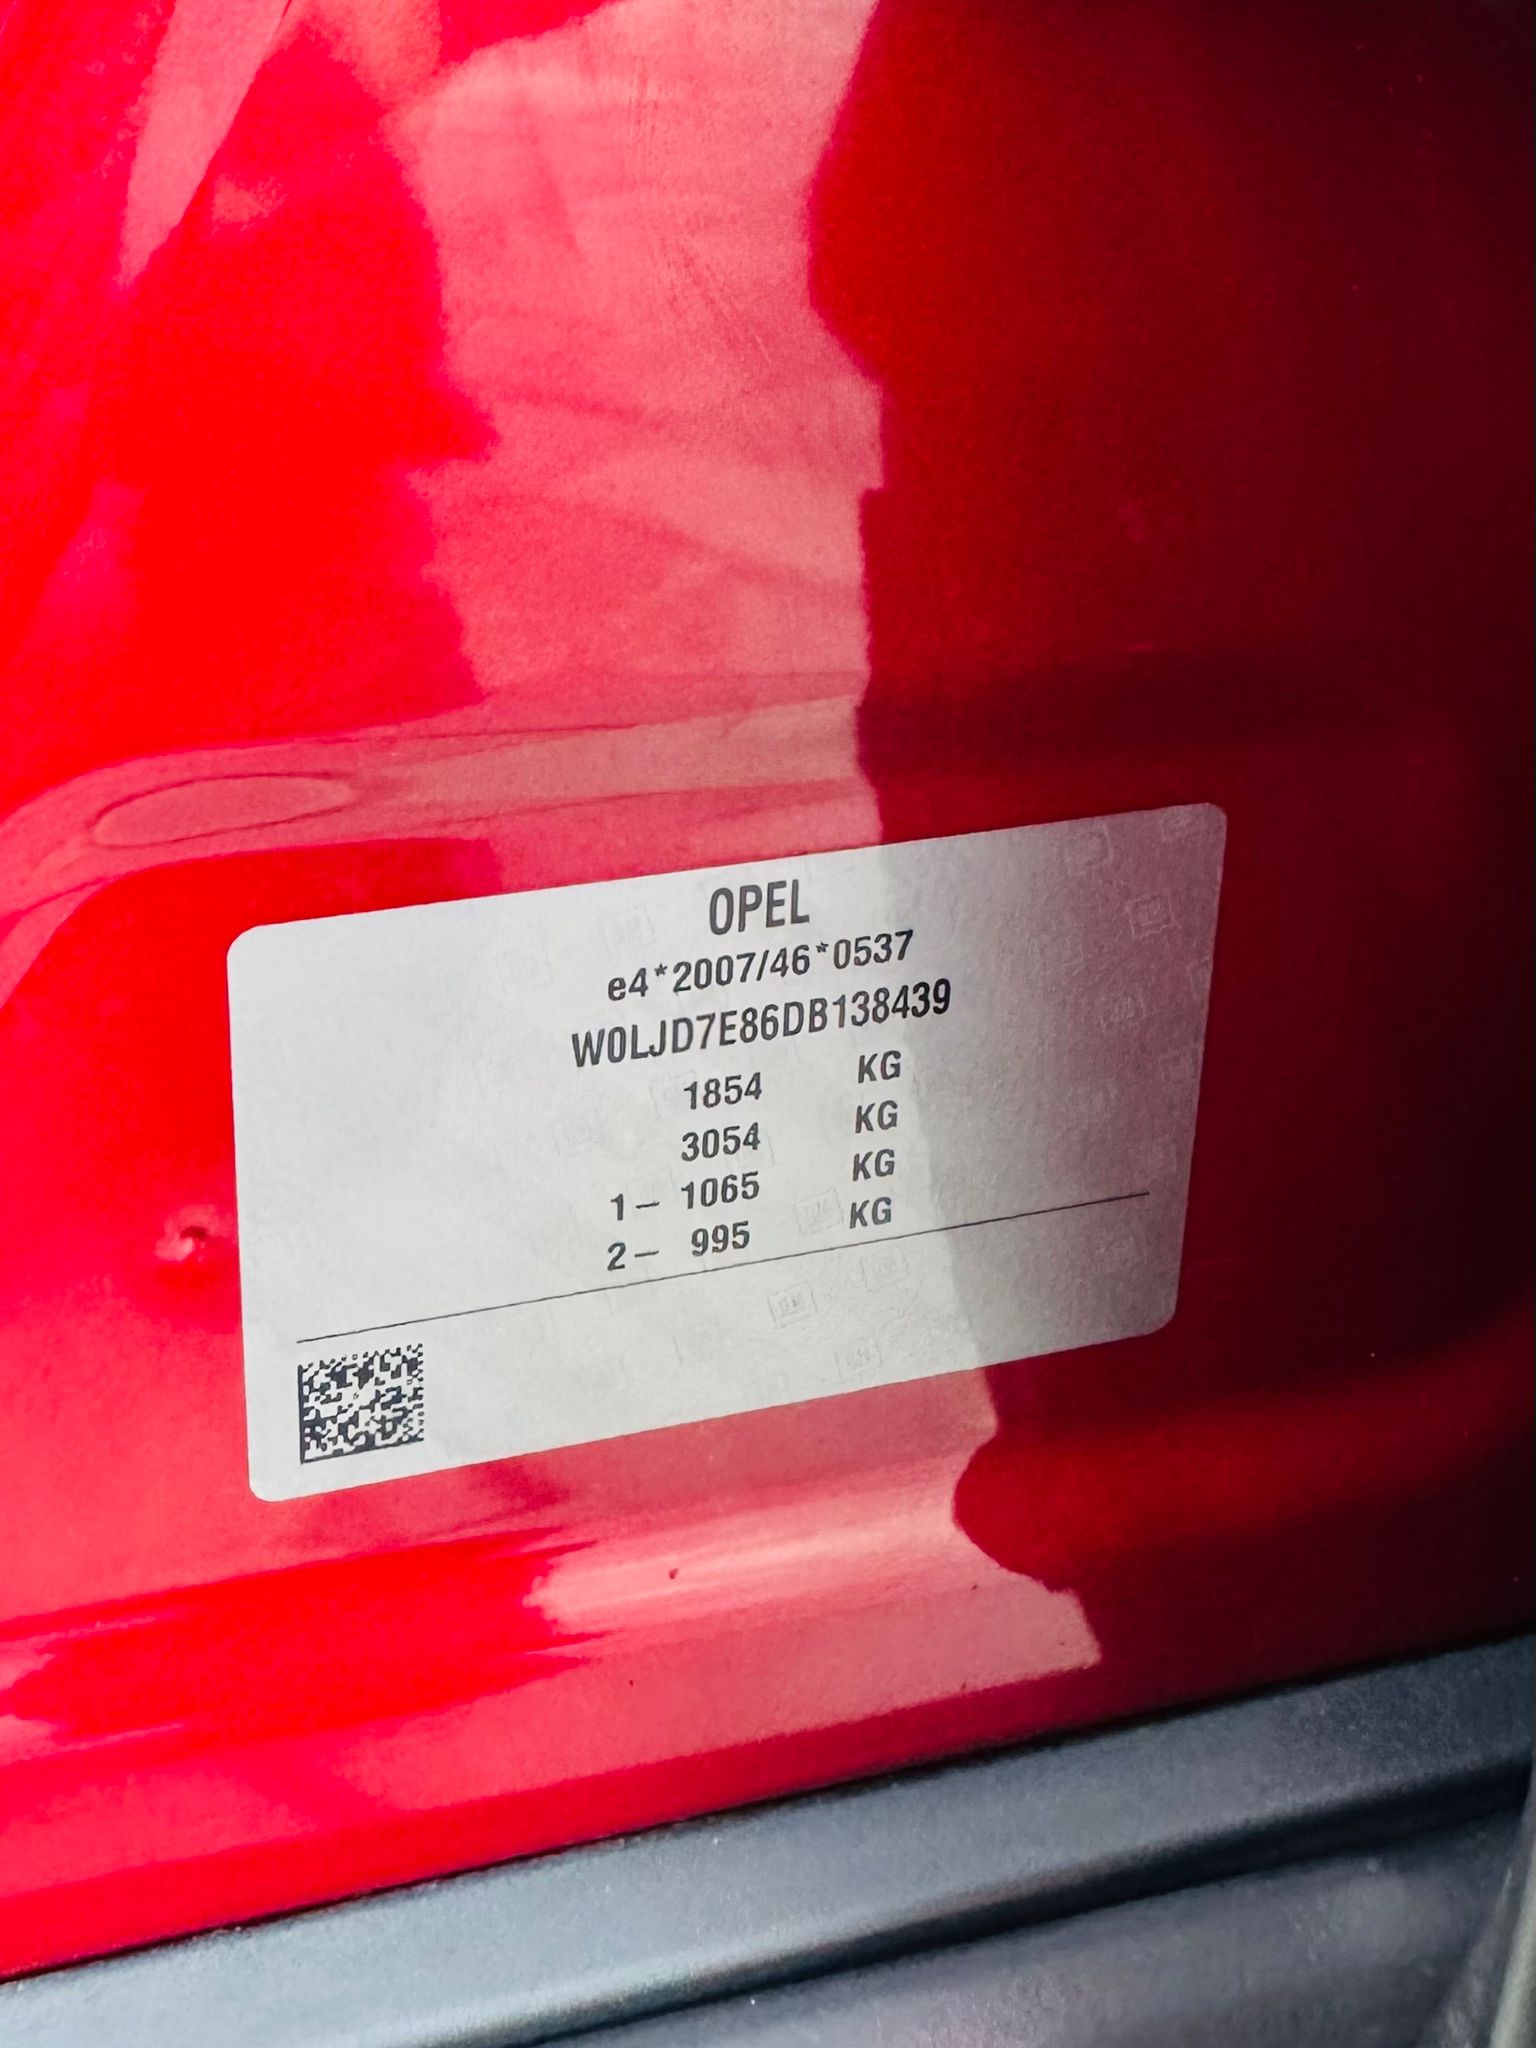 OPEL
e4*2007/46*0537
W0LJD7E86DB138439
1854 KG
3054 KG
1– 1065 KG
2– 995 KG